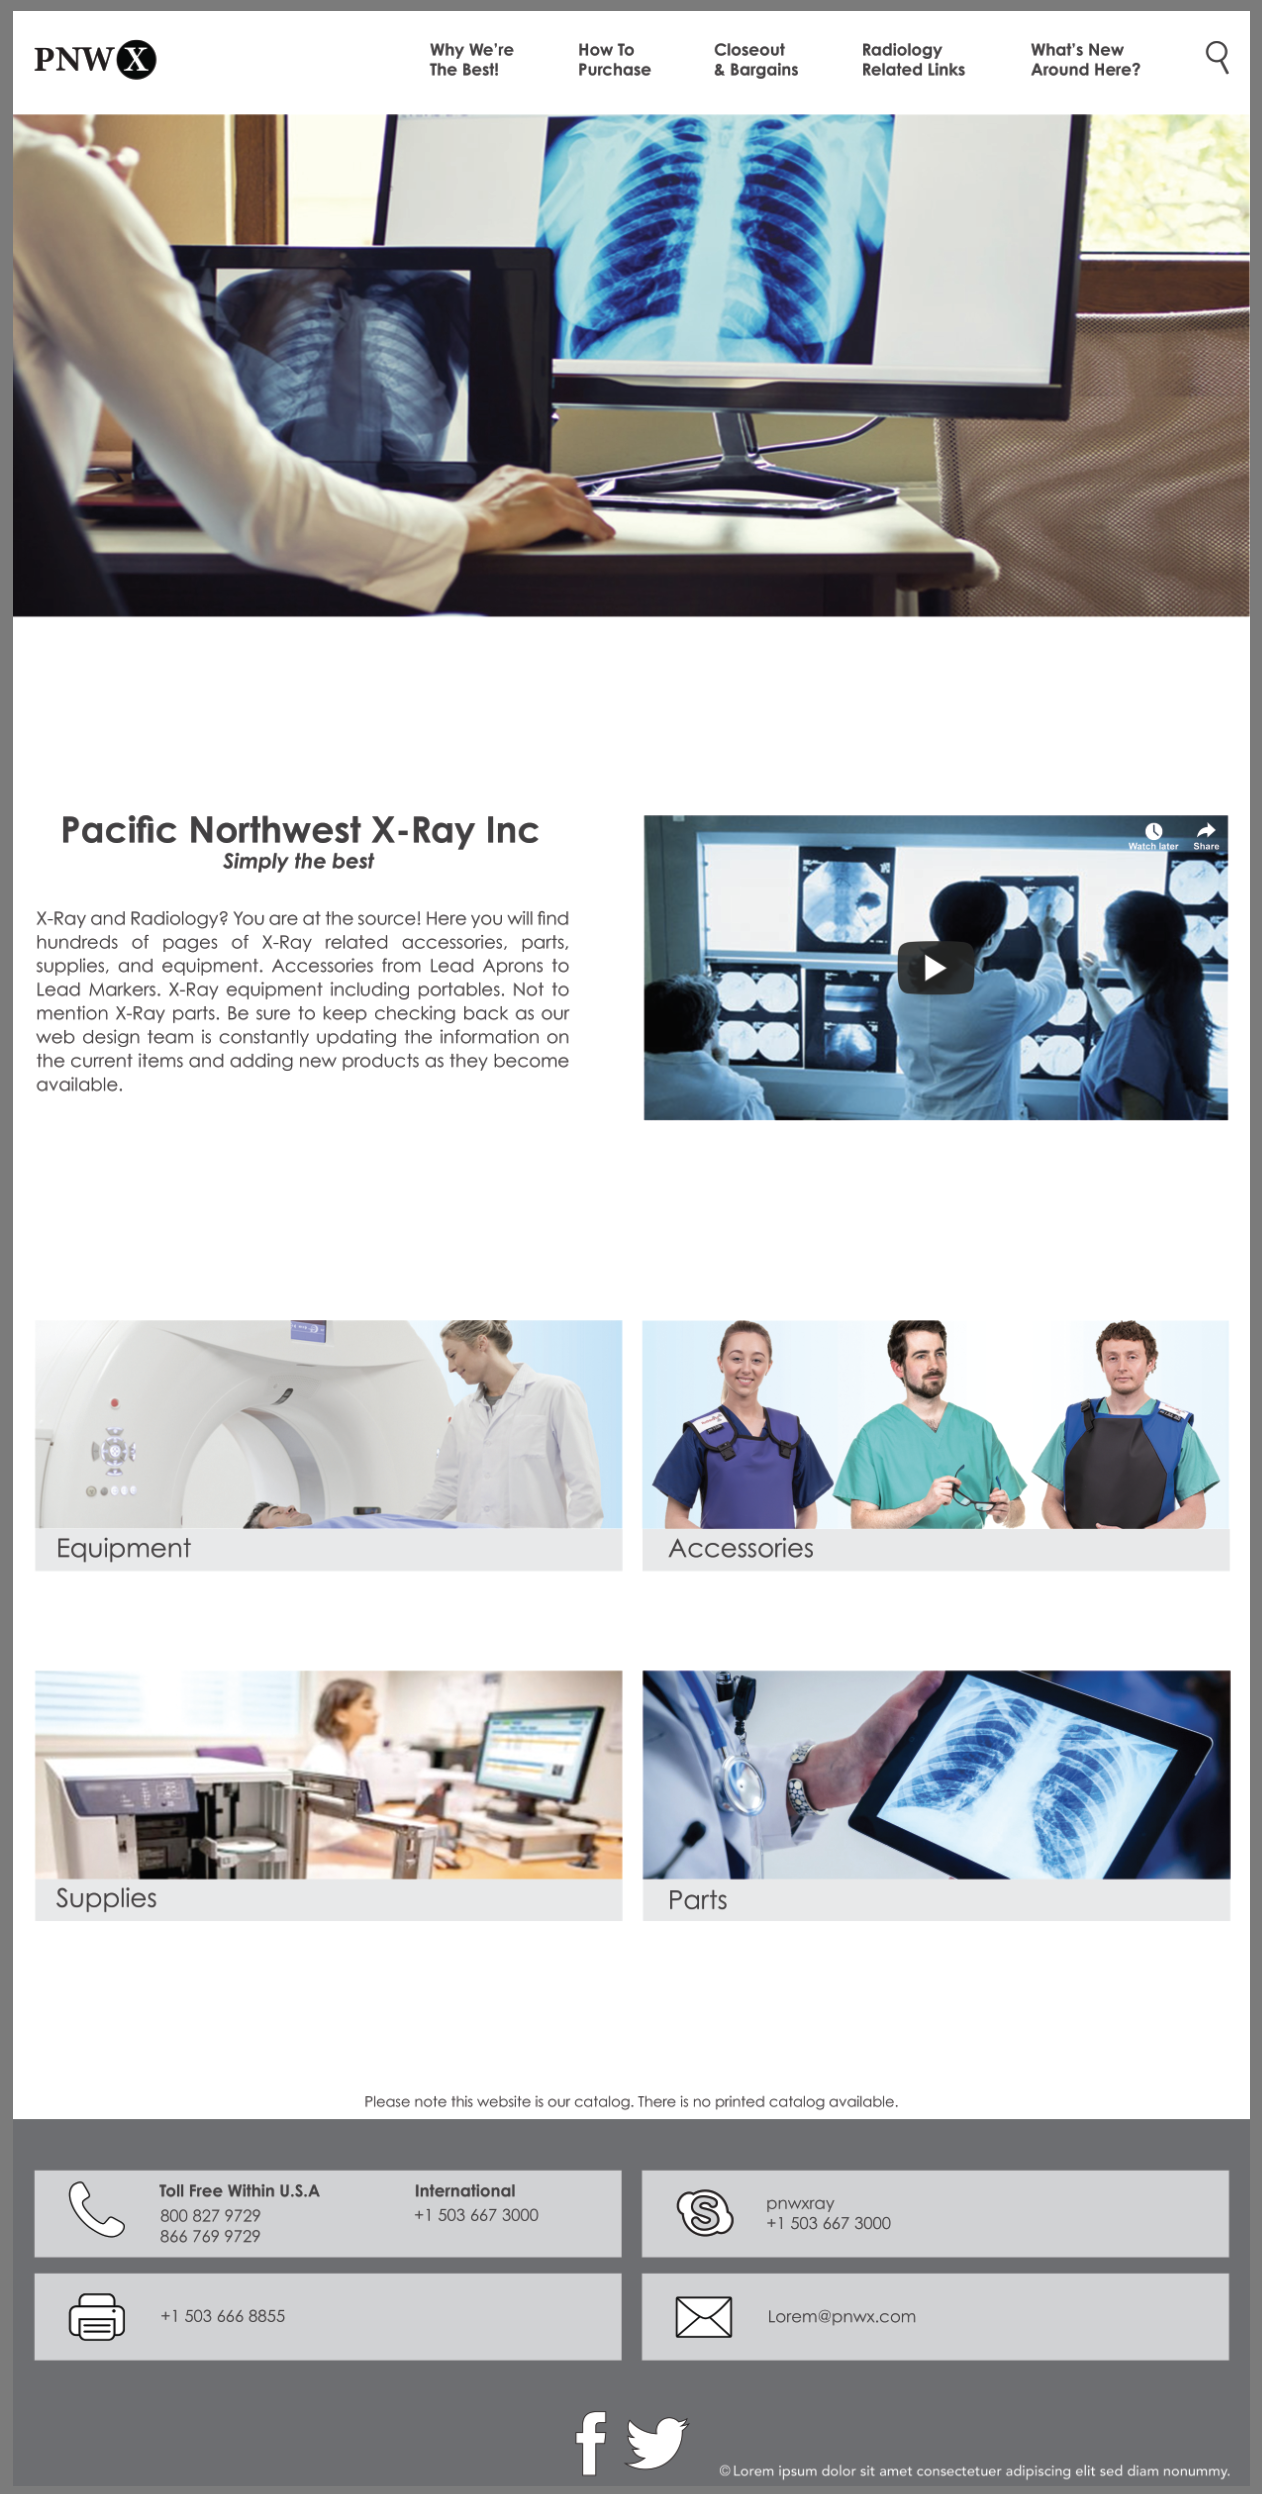 PNW X
Why We're
The Best!
How To
Purchase
Closeout
& Bargains
Radiology
Related Links
What's New
Around Here?
Pacific Northwest X-Ray Inc
Simply the best
X-Ray and Radiology? You are at the source! Here you will find
hundreds of pages of X-Ray related accessories, parts,
supplies, and equipment. Accessories from Lead Aprons to
Lead Markers. X-Ray equipment including portables. Not to
mention X-Ray parts. Be sure to keep checking back as our
web design team is constantly updating the information on
the current items and adding new products as they become
available.
Watch later
Share
Equipment
Accessories
Supplies
Parts
Please note this website is our catalog. There is no printed catalog available.
Toll Free Within U.S.A
800 827 9729
866 769 9729
International
+1 503 667 3000
pnwxray
+1 503 667 3000
+1 503 666 8855
Lorem@pnwx.com
© Lorem ipsum dolor sit amet consectetuer adipiscing elit sed diam nonummy.